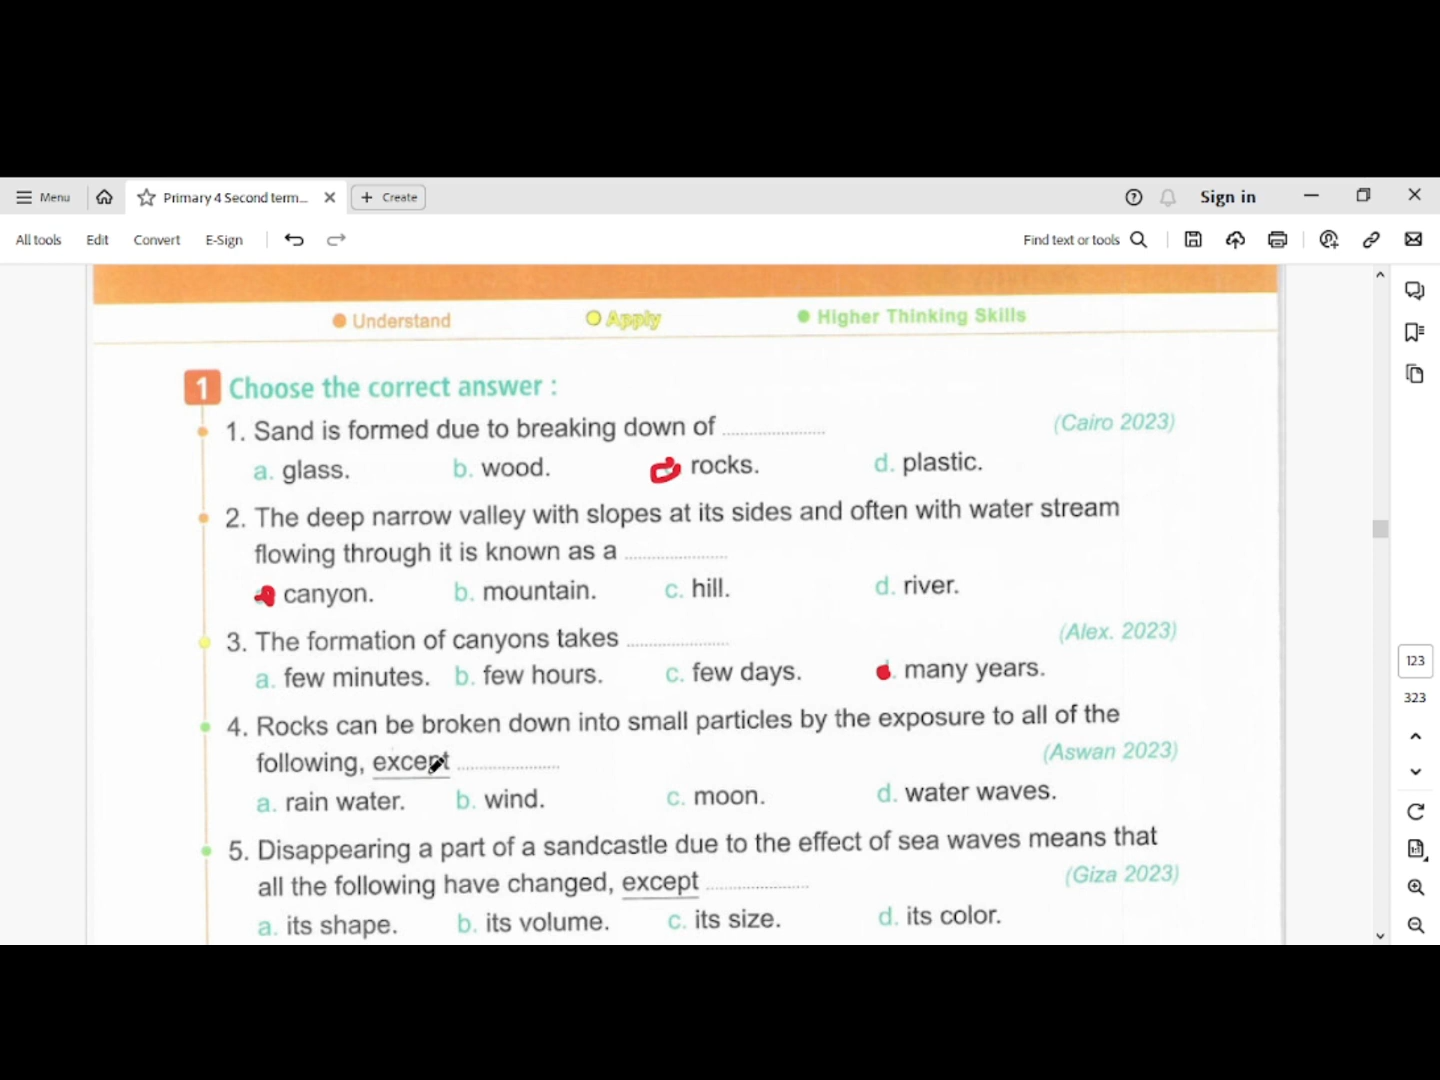 Menu
Primary 4 Second term...
Create
Sign in
All tools
Edit
Convert
E-Sign
Find text or tools
Understand
Apply
Higher Thinking Skills
1 Choose the correct answer :
1. Sand is formed due to breaking down of ....................
(Cairo 2023)
a. glass. b. wood. rocks. d. plastic.
2. The deep narrow valley with slopes at its sides and often with water stream
flowing through it is known as a ....................
canyon. b. mountain. c. hill. d. river.
3. The formation of canyons takes ....................
(Alex. 2023)
a. few minutes. b. few hours. c. few days. many years.
4. Rocks can be broken down into small particles by the exposure to all of the
following, except ....................
(Aswan 2023)
a. rain water. b. wind. c. moon. d. water waves.
5. Disappearing a part of a sandcastle due to the effect of sea waves means that
all the following have changed, except ....................
(Giza 2023)
a. its shape. b. its volume. c. its size. d. its color.
123
323